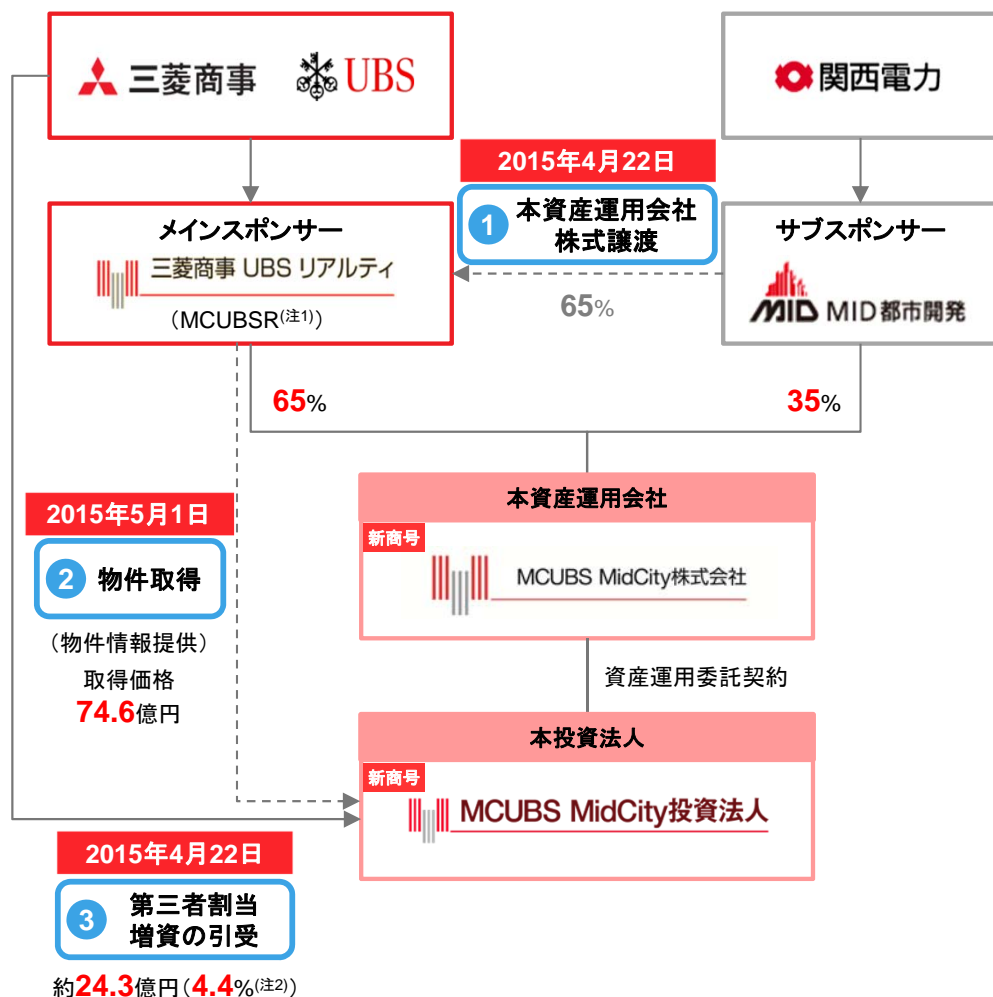 三菱商事 UBS
関西電力
2015年4月22日
1 本資産運用会社
株式譲渡
65%
メインスポンサー
三菱商事 UBS リアルティ
（MCUBSR(注1)）
サブスポンサー
MID MID都市開発
65%
35%
本資産運用会社
新商号
MCUBS MidCity株式会社
2015年5月1日
2 物件取得
（物件情報提供）
取得価格
74.6億円
資産運用委託契約
本投資法人
新商号
MCUBS MidCity投資法人
2015年4月22日
3 第三者割当
増資の引受
約24.3億円（4.4%(注2)）